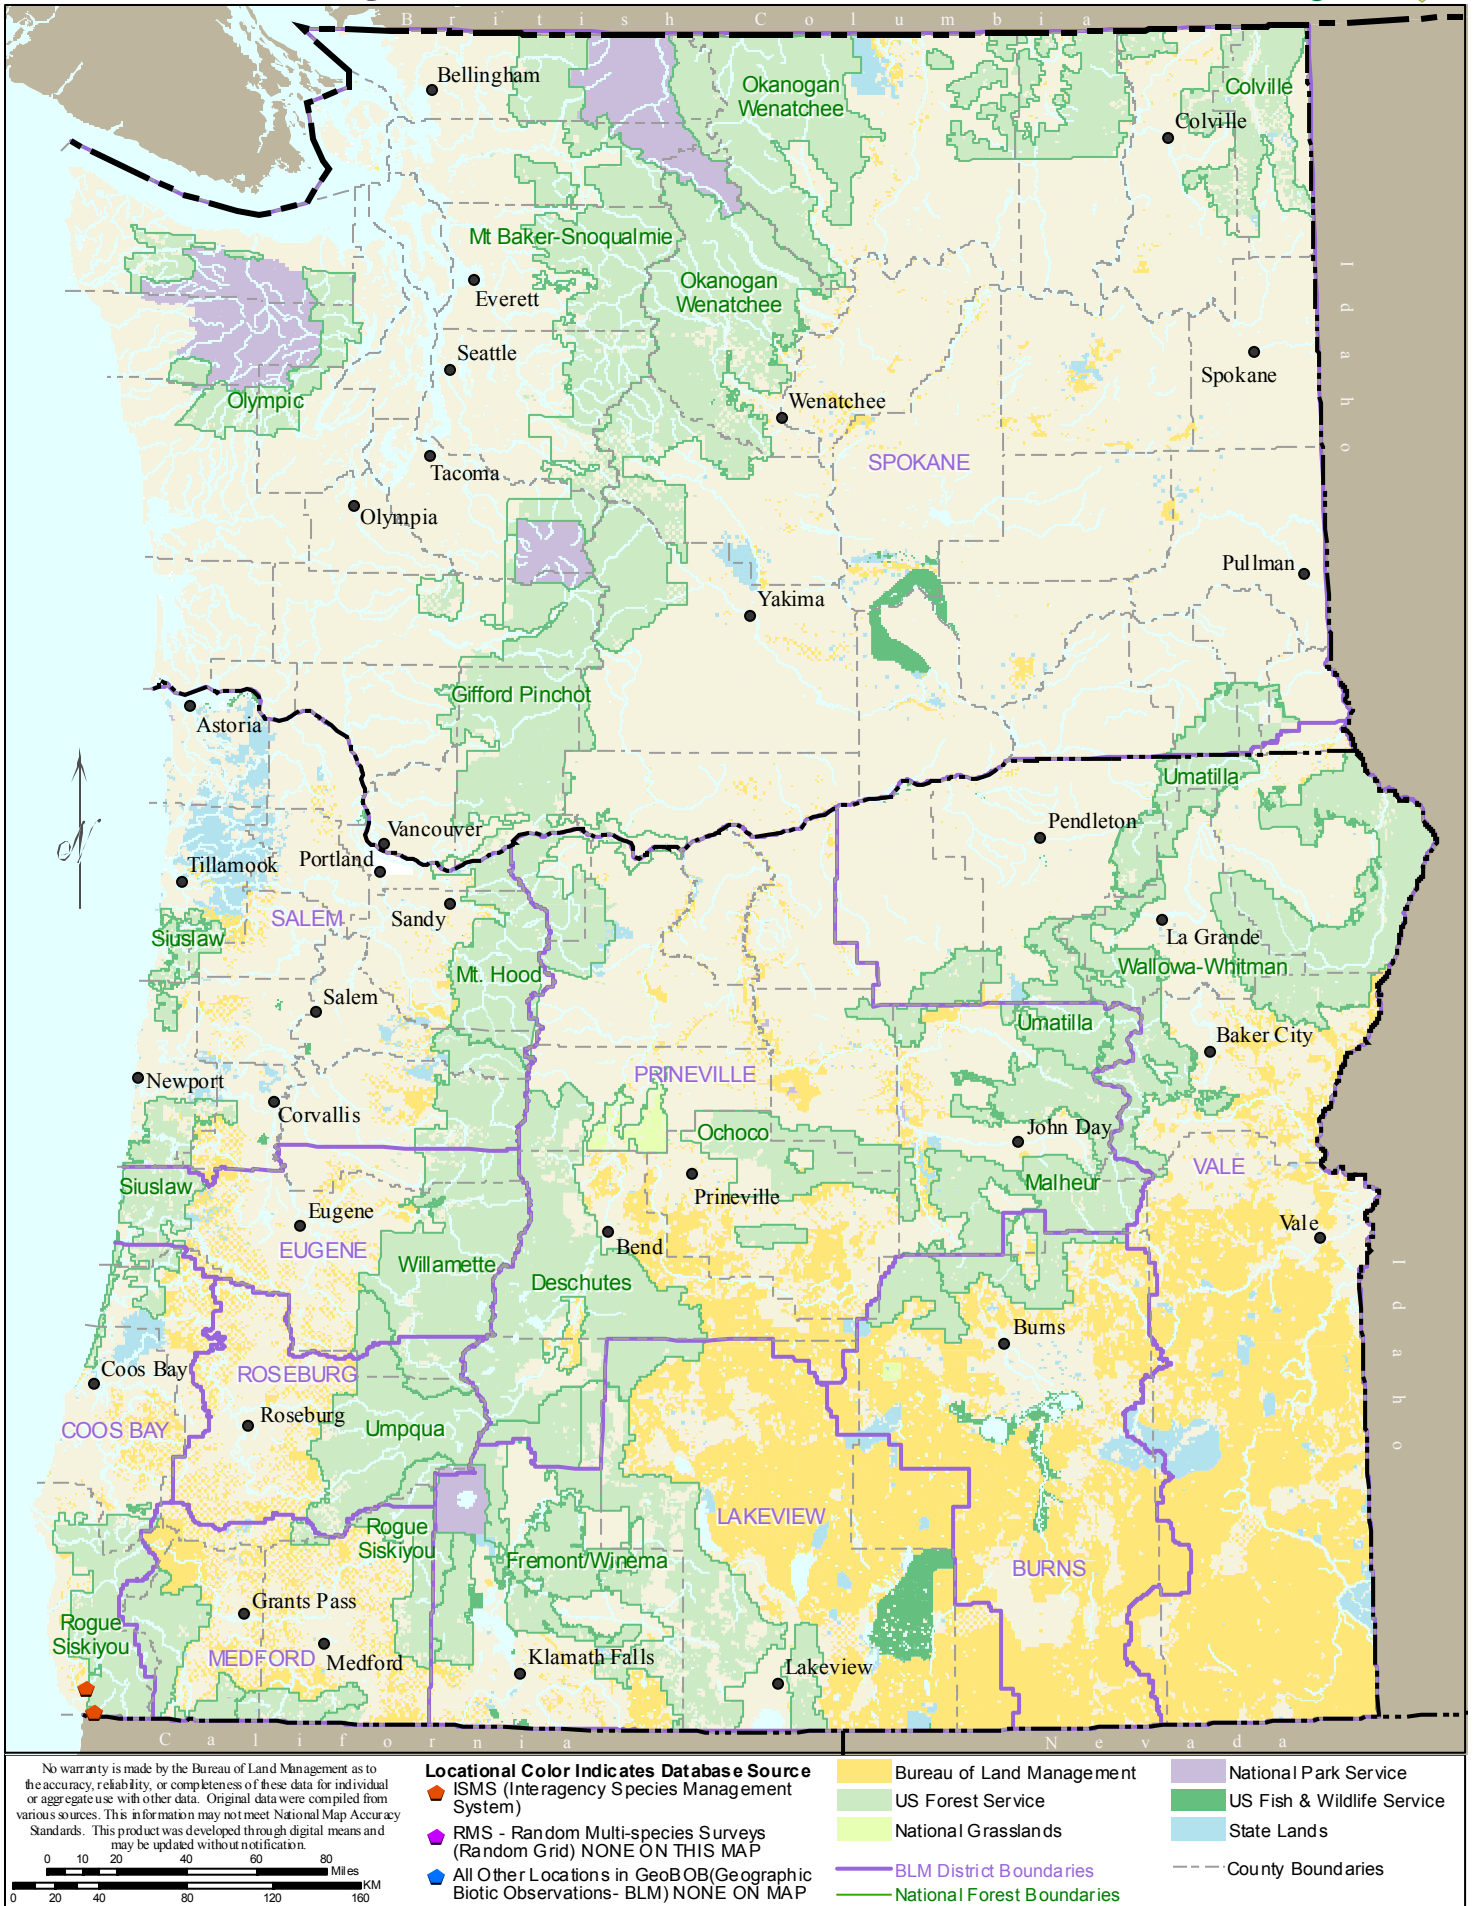 British Columbia
Bellingham
Okanogan
Wenatchee
Colville
Colville
Mt Baker-Snoqualmie
Okanogan
Wenatchee
Everett
Idaho
Seattle
Spokane
Olympic
Wenatchee
SPOKANE
Tacoma
Olympia
Pullman
Yakima
Gifford Pinchot
Astoria
Umatilla
Vancouver
Pendleton
Portland
Tillamook
SALEM
Sandy
Siuslaw
La Grande
Wallowa-Whitman
Mt. Hood
Salem
Umatilla
Baker City
Newport
PRINEVILLE
Corvallis
Ochoco
John Day
VALE
Siuslaw
Malheur
Prineville
Eugene
Vale
EUGENE
Bend
Willamette
Deschutes
Idaho
Burns
Coos Bay
ROSEBURG
Roseburg
COOS BAY
Umpqua
LAKEVIEW
Rogue
Siskiyou
Fremont/Winema
BURNS
Grants Pass
Rogue
Siskiyou
MEDFORD
Medford
Klamath Falls
Lakeview
California
Nevada
No warranty is made by the Bureau of Land Management as to
the accuracy, reliability, or completeness of these data for individual
or aggregate use with other data. Original data were compiled from
various sources. This information may not meet National Map Accuracy
Standards. This product was developed through digital means and
may be updated without notification.
0 10 20 40 60 80
Miles
KM
0 20 40 80 120 160
Locational Color Indicates Database Source
ISMS (Interagency Species Management
System)
RMS - Random Multi-species Surveys
(Random Grid) NONE ON THIS MAP
All Other Locations in GeoBOB(Geographic
Biotic Observations- BLM) NONE ON MAP
Bureau of Land Management
US Forest Service
National Grasslands
BLM District Boundaries
National Forest Boundaries
National Park Service
US Fish & Wildlife Service
State Lands
County Boundaries